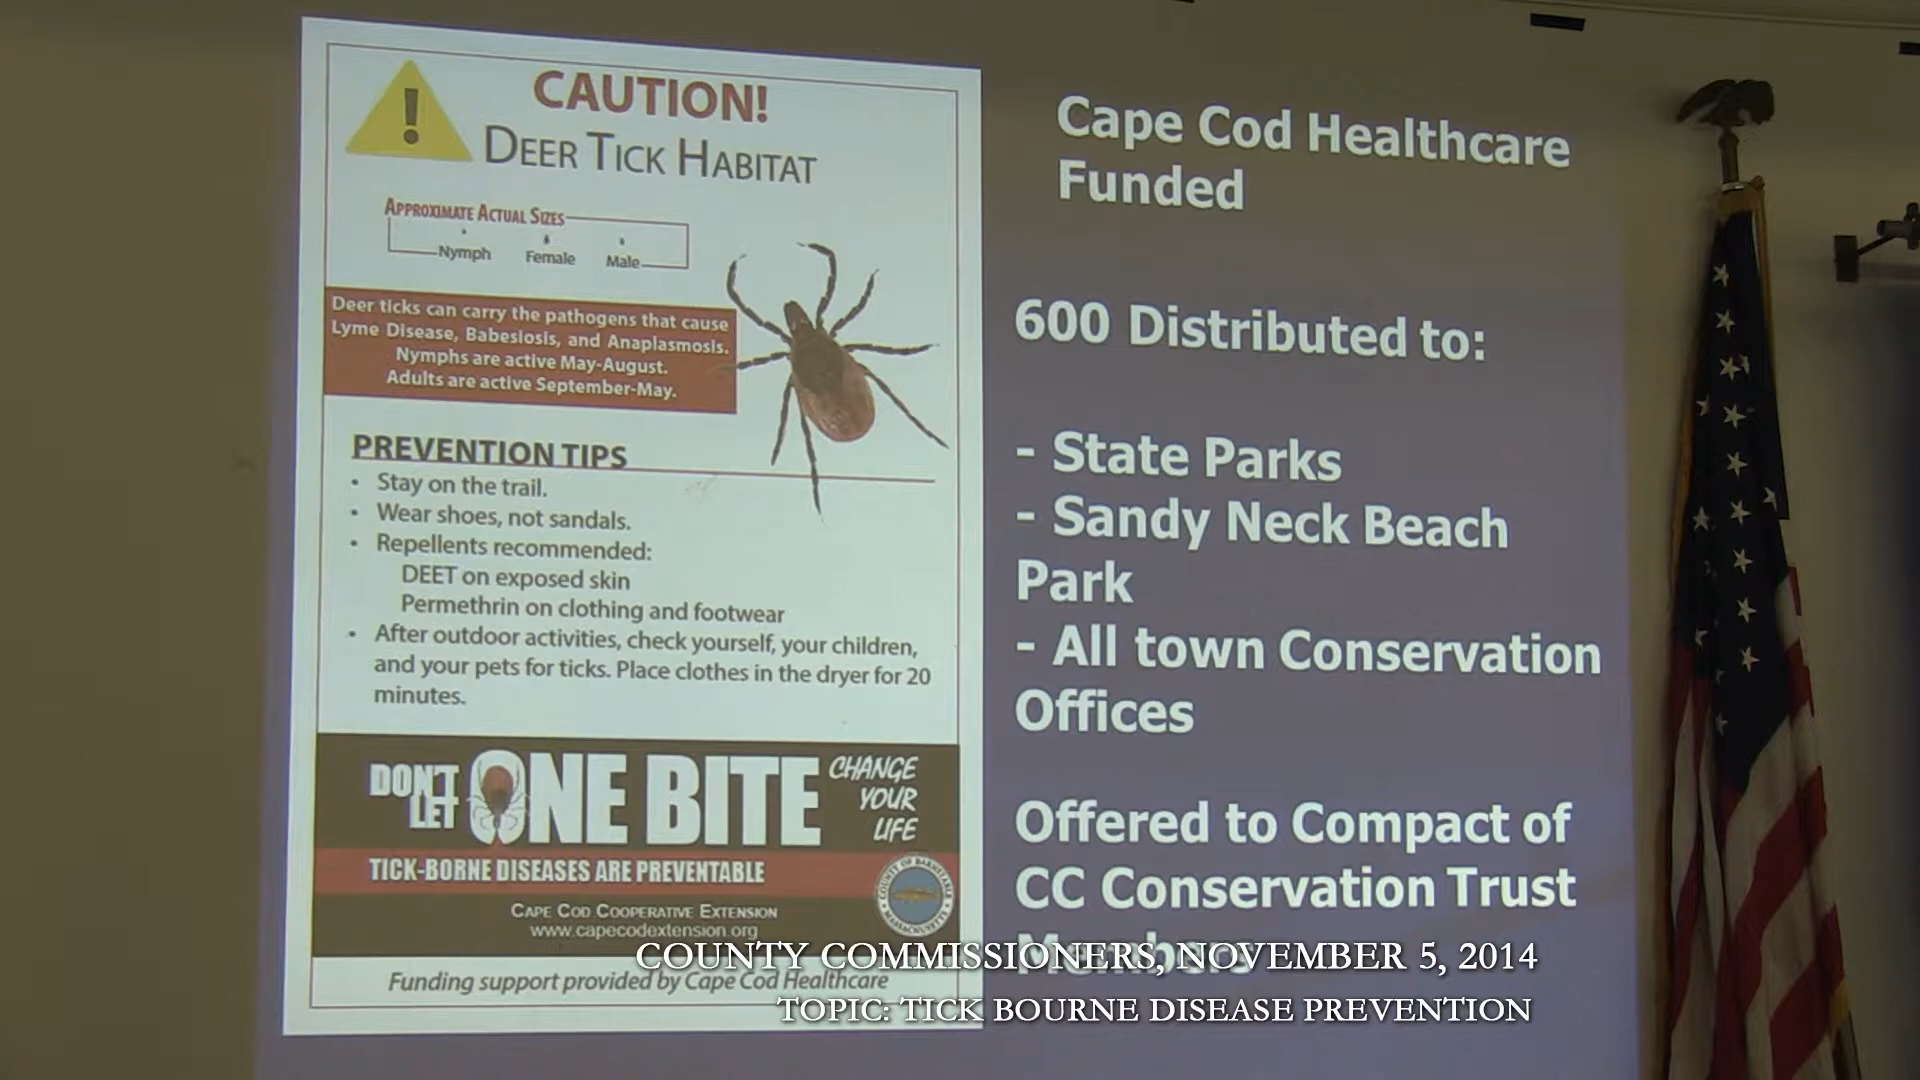 CAUTION!
DEER TICK HABITAT
APPROXIMATE ACTUAL SIZES
Nymph Female Male
Deer ticks can carry the pathogens that cause
Lyme Disease, Babesiosis, and Anaplasmosis.
Nymphs are active May-August.
Adults are active September-May.
PREVENTION TIPS
• Stay on the trail.
• Wear shoes, not sandals.
• Repellents recommended:
DEET on exposed skin
Permethrin on clothing and footwear
• After outdoor activities, check yourself, your children,
and your pets for ticks. Place clothes in the dryer for 20
minutes.
DON'T
LET
ONE BITE
CHANGE
YOUR
LIFE
TICK-BORNE DISEASES ARE PREVENTABLE
COUNTY OF BARNSTABLE
MASSACHUSETTS
CAPE COD COOPERATIVE EXTENSION
www.capecodextension.org
Funding support provided by Cape Cod Healthcare
Cape Cod Healthcare
Funded
600 Distributed to:
- State Parks
- Sandy Neck Beach
Park
- All town Conservation
Offices
Offered to Compact of
CC Conservation Trust
Members
COUNTY COMMISSIONERS, NOVEMBER 5, 2014
TOPIC: TICK BOURNE DISEASE PREVENTION